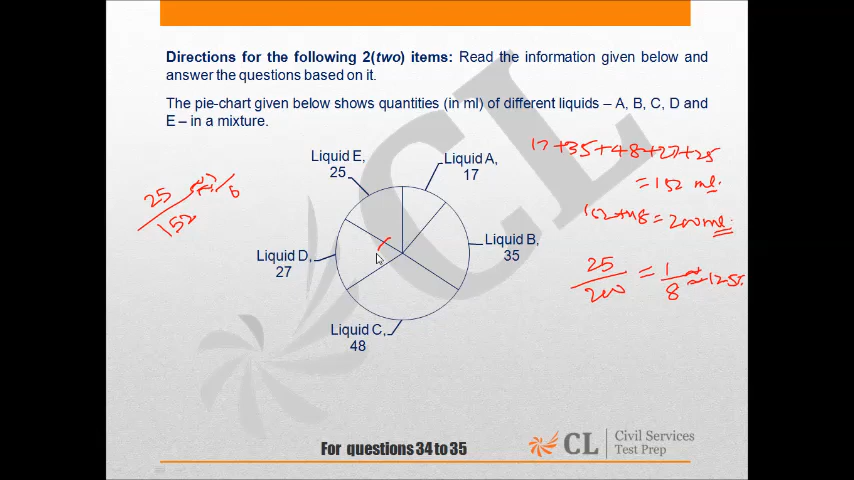 Directions for the following 2(two) items: Read the information given below and
answer the questions based on it.
The pie-chart given below shows quantities (in ml) of different liquids – A, B, C, D and
E – in a mixture.
Liquid E,
25
Liquid A,
17
Liquid B,
35
Liquid C,
48
Liquid D,
27
17+35+48+27+25
=152 ml.
152+48=200ml.
25/200 = 1/8
25/152
For questions 34 to 35
CL
Civil Services
Test Prep
CL